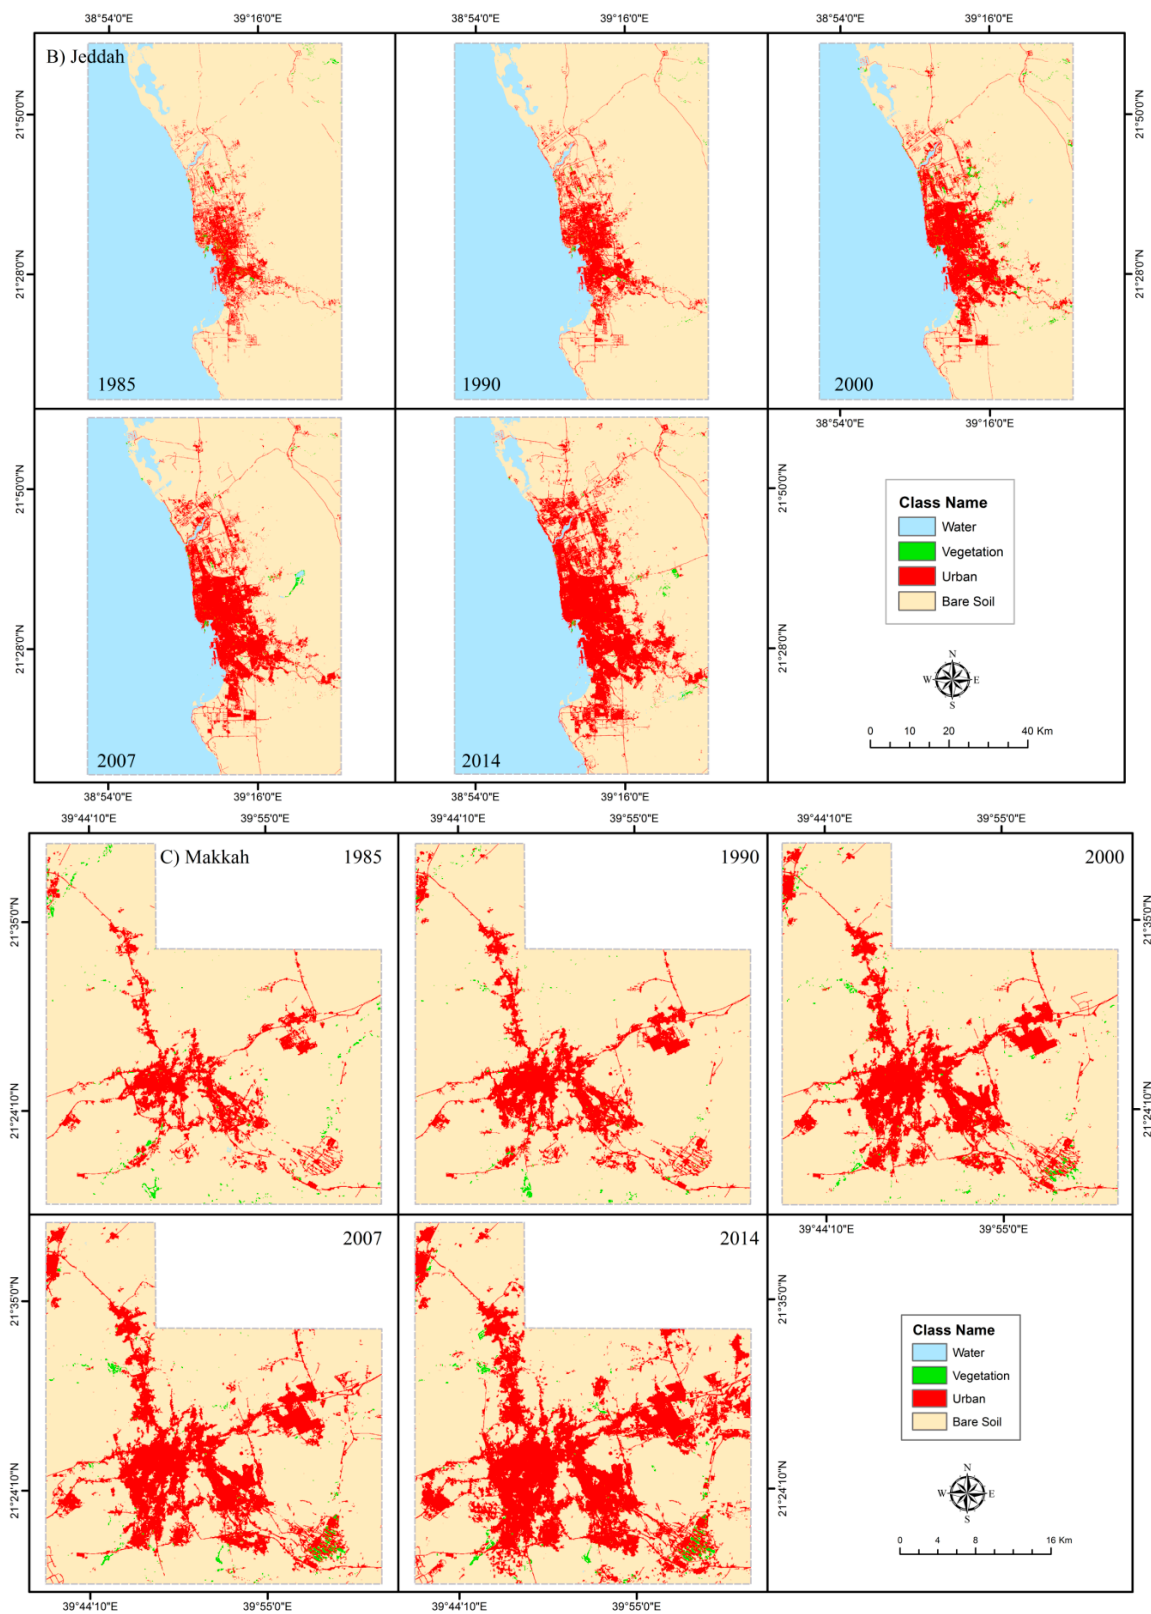 38°54'0"E 39°16'0"E 39°16'0"E 38°54'0"E 39°16'0"E
B) Jeddah
21°50'0"N 21°50'0"N
21°28'0"N 21°28'0"N
1985 1990 2000
38°54'0"E 39°16'0"E
21°50'0"N 21°50'0"N
21°28'0"N 21°28'0"N
Class Name
Water
Vegetation
Urban
Bare Soil
N
W E
S
0 10 20 40 Km
2007 2014
38°54'0"E 39°16'0"E 38°54'0"E 39°16'0"E
39°44'10"E 39°55'0"E 39°44'10"E 39°55'0"E 39°44'10"E 39°55'0"E
C) Makkah 1985 1990 2000
21°35'0"N 21°35'0"N
21°24'10"N 21°24'10"N
39°44'10"E 39°55'0"E
2007 2014
21°35'0"N 21°35'0"N
21°24'10"N 21°24'10"N
Class Name
Water
Vegetation
Urban
Bare Soil
N
W E
S
0 4 8 16 Km
39°44'10"E 39°55'0"E 39°44'10"E 39°55'0"E